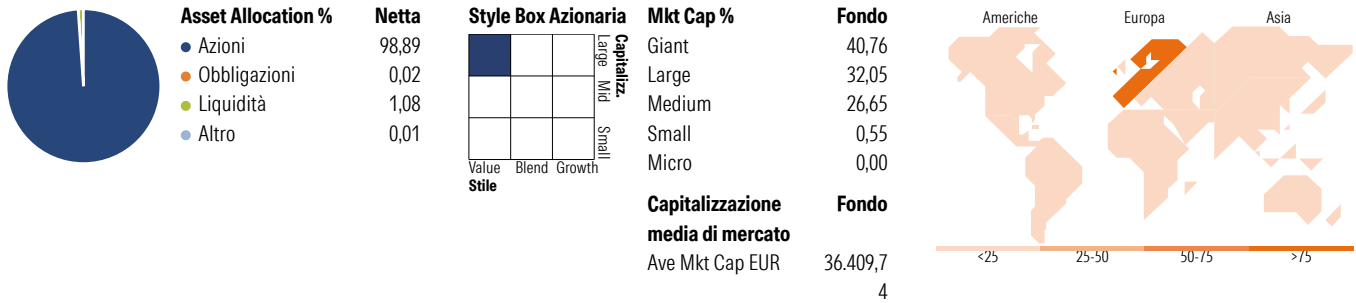 Asset Allocation % Netta
Azioni 98,89
Obbligazioni 0,02
Liquidità 1,08
Altro 0,01
Style Box Azionaria
Capitalizz.
Large
Mid
Small
Value Blend Growth
Stile
Mkt Cap % Fondo
Giant 40,76
Large 32,05
Medium 26,65
Small 0,55
Micro 0,00
Capitalizzazione Fondo
media di mercato
Ave Mkt Cap EUR 36.409,7
4
Americhe Europa Asia
<25 25-50 50-75 >75